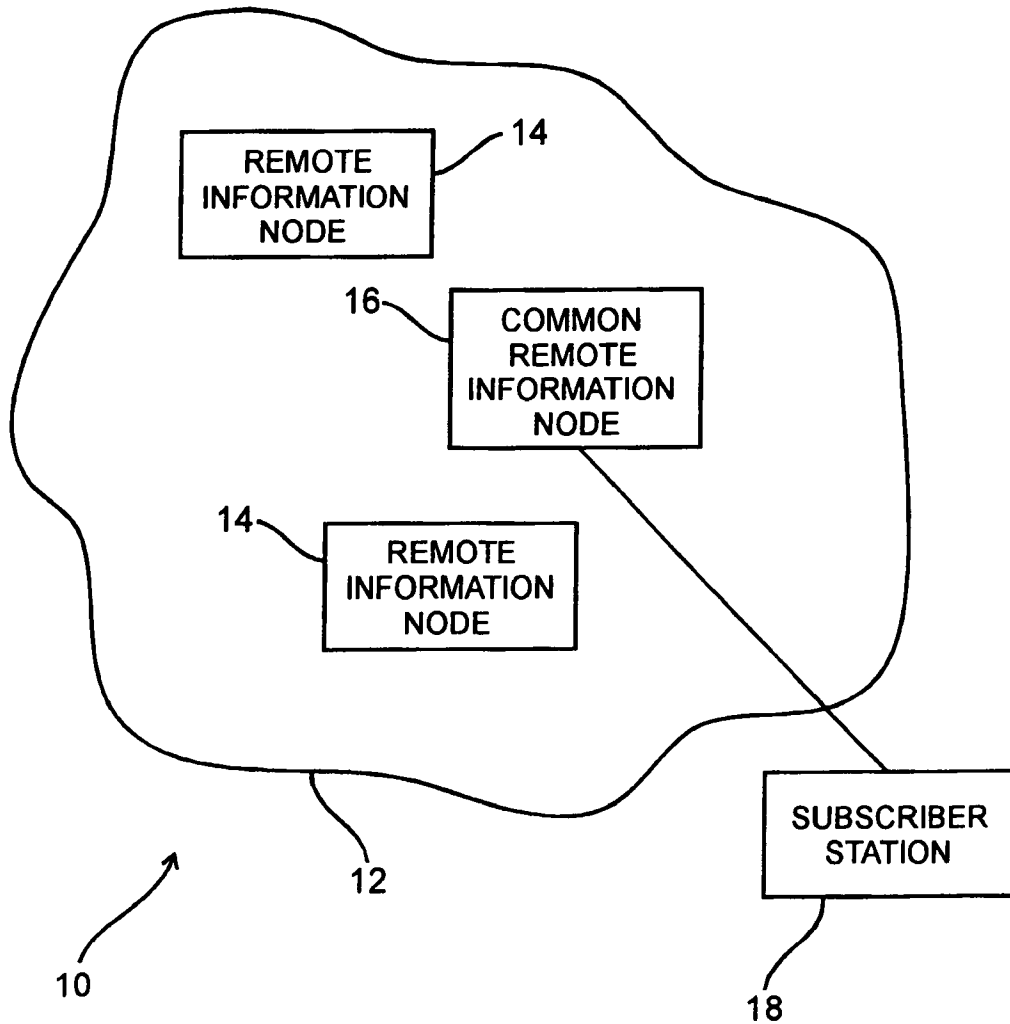 REMOTE
INFORMATION
NODE
14
16
COMMON
REMOTE
INFORMATION
NODE
14
REMOTE
INFORMATION
NODE
SUBSCRIBER
STATION
12
10
18